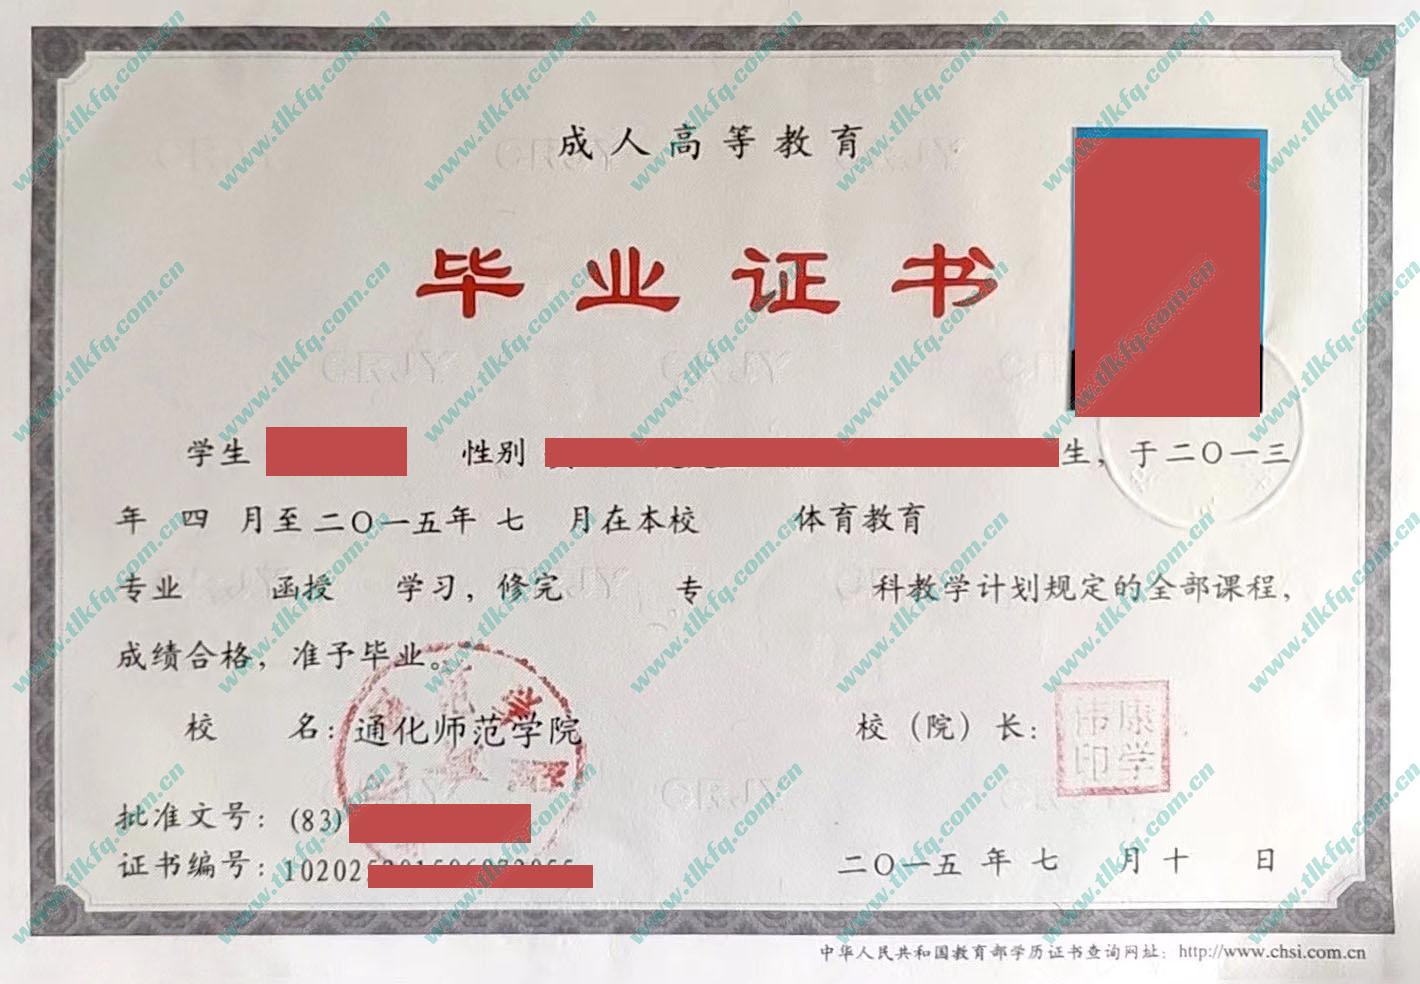 成人高等教育
毕业证书
学生 性别 生，于二〇一三
年 四 月至二〇一五年 七 月在本校 体育教育
专业 函授 学习，修完 专 科教学计划规定的全部课程，
成绩合格，准予毕业。
校 名：通化师范学院 校（院）长：
康学伟印
批准文号：(83)
证书编号：10202
二〇一五 年 七 月 十 日
中华人民共和国教育部学历证书查询网址：http://www.chsi.com.cn
www.tlkfq.com.cn